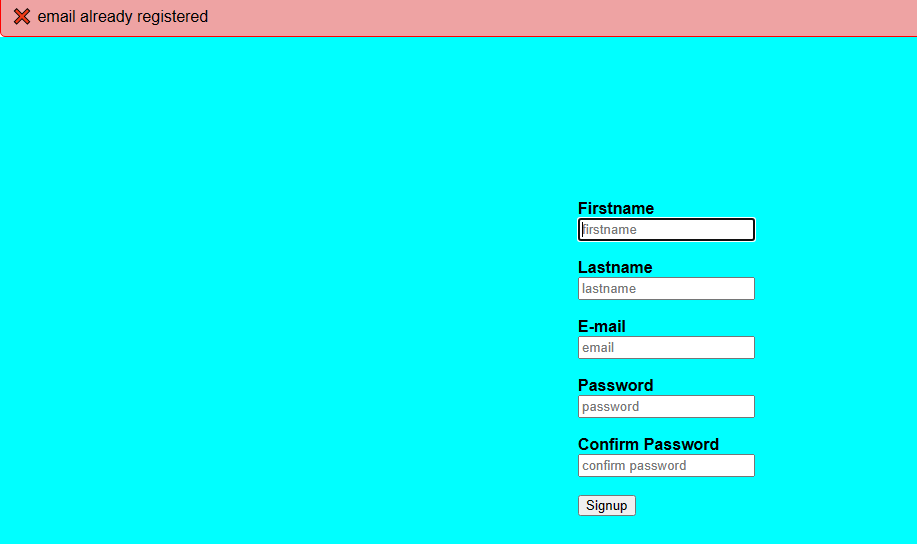 email already registered
Firstname
firstname
Lastname
lastname
E-mail
email
Password
password
Confirm Password
confirm password
Signup